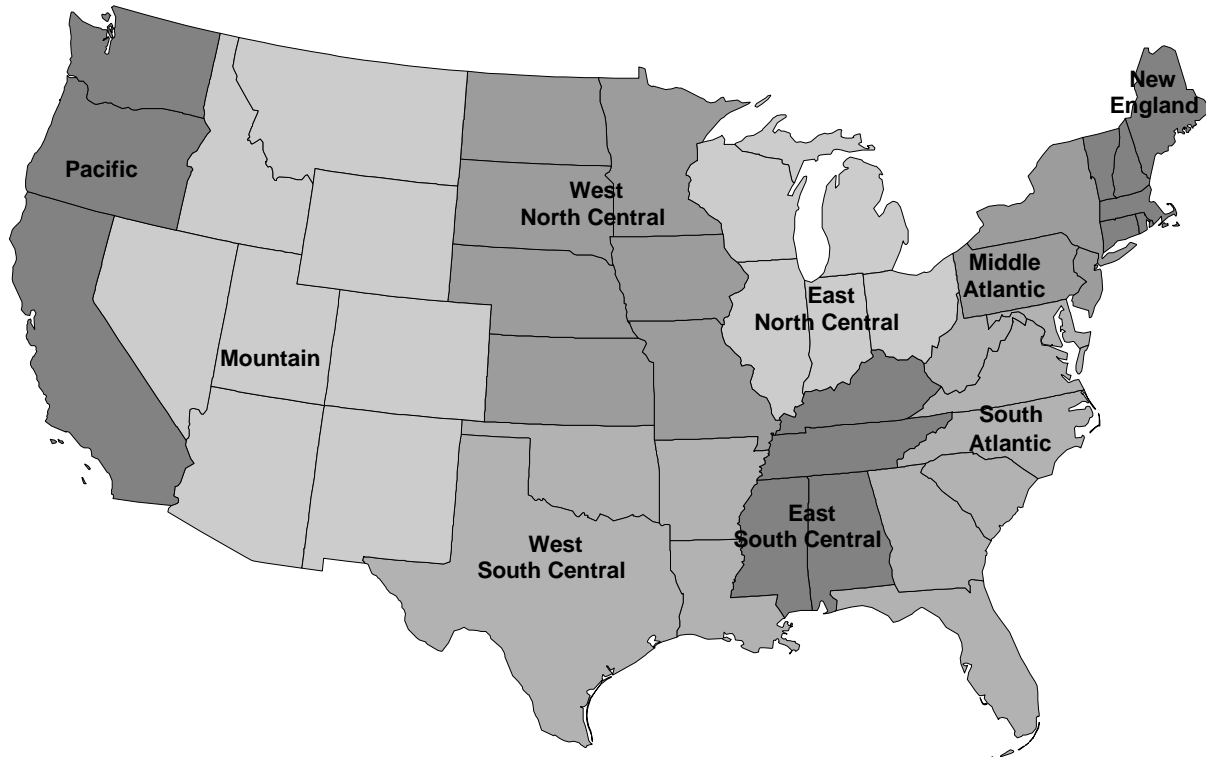 New
England
Pacific
West
North Central
Middle
Atlantic
East
North Central
Mountain
South
Atlantic
East
South Central
West
South Central